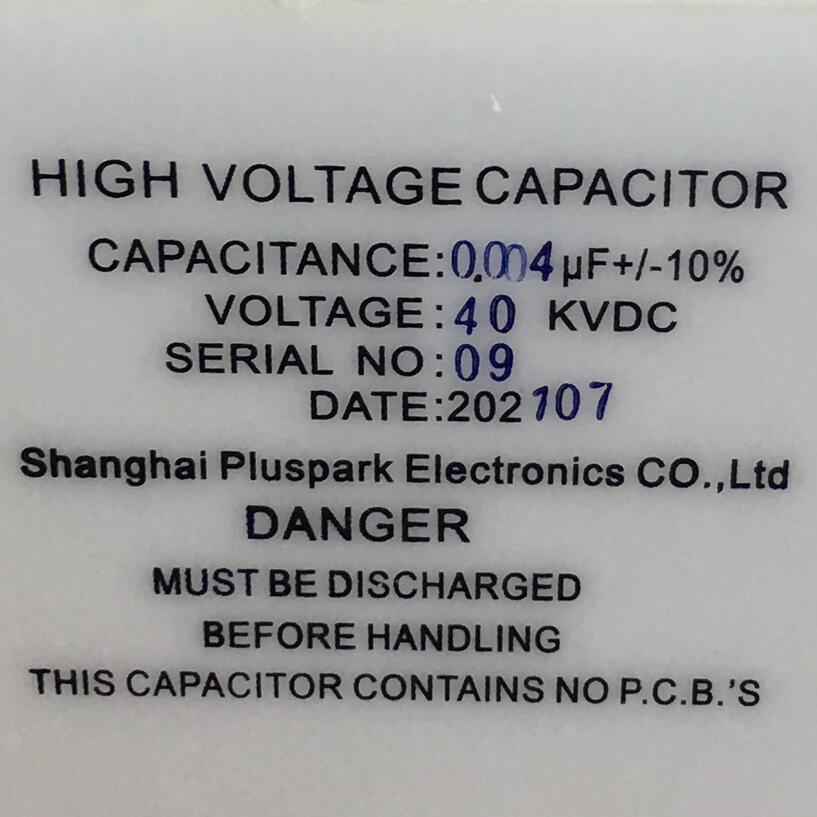 HIGH VOLTAGE CAPACITOR
CAPACITANCE:0.004μF+/-10%
VOLTAGE:40 KVDC
SERIAL NO:09
DATE:202107
Shanghai Pluspark Electronics CO.,Ltd
DANGER
MUST BE DISCHARGED
BEFORE HANDLING
THIS CAPACITOR CONTAINS NO P.C.B.'S